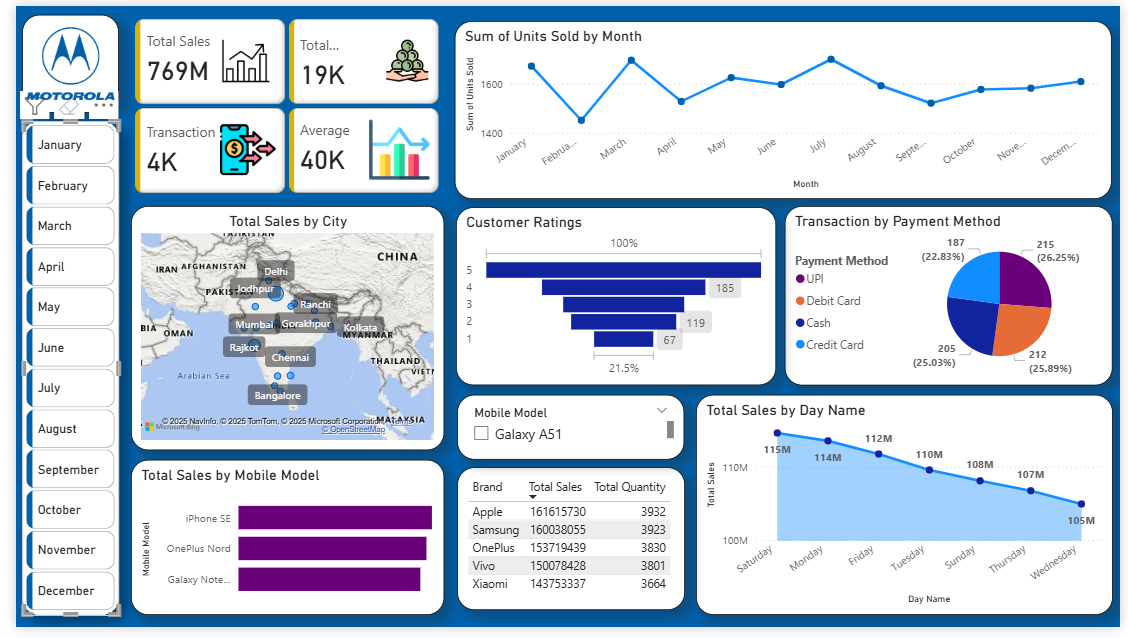 MOTOROLA
January
February
March
April
May
June
July
August
September
October
November
December
Total Sales
769M
Total...
19K
Transaction
4K
Average
40K
Sum of Units Sold by Month
Sum of Units Sold
1600
1400
January
Februa...
March
April
May
June
July
August
Septe...
October
Nove...
Decem...
Month
Total Sales by City
TAJIKISTAN
CHINA
IRAN
AFGHANISTAN
Delhi
PAKIST
Jodhpur
Ranchi
BIA
OMAN
Mumbai
Gorakhpur
Kolkata
MYANMAR
Rajkot
Chennai
THAILAND
VIETN
Arabian Sea
Bangalore
MALAYSIA
© 2025 NavInfo, © 2025 TomTom, © 2025 Microsoft Corporation, Terms
Microsoft Bing
© OpenStreetMap
Customer Ratings
100%
5
4
185
3
2
119
1
67
21.5%
Transaction by Payment Method
Payment Method
UPI
Debit Card
Cash
Credit Card
187
(22.83%)
215
(26.25%)
205
(25.03%)
212
(25.89%)
Total Sales by Mobile Model
Mobile Model
iPhone SE
OnePlus Nord
Galaxy Note...
Mobile Model
Galaxy A51
Brand Total Sales Total Quantity
Apple 161615730 3932
Samsung 160038055 3923
OnePlus 153719439 3830
Vivo 150078428 3801
Xiaomi 143753337 3664
Total Sales by Day Name
Total Sales
110M
100M
115M
114M
112M
110M
108M
107M
105M
Saturday
Monday
Friday
Tuesday
Sunday
Thursday
Wednesday
Day Name